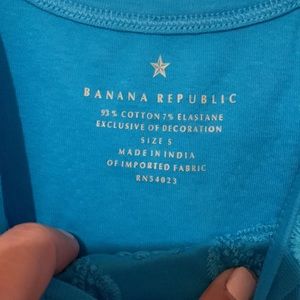 BANANA REPUBLIC
93% COTTON 7% ELASTANE
EXCLUSIVE OF DECORATION
SIZE S
MADE IN INDIA
OF IMPORTED FABRIC
RN54023